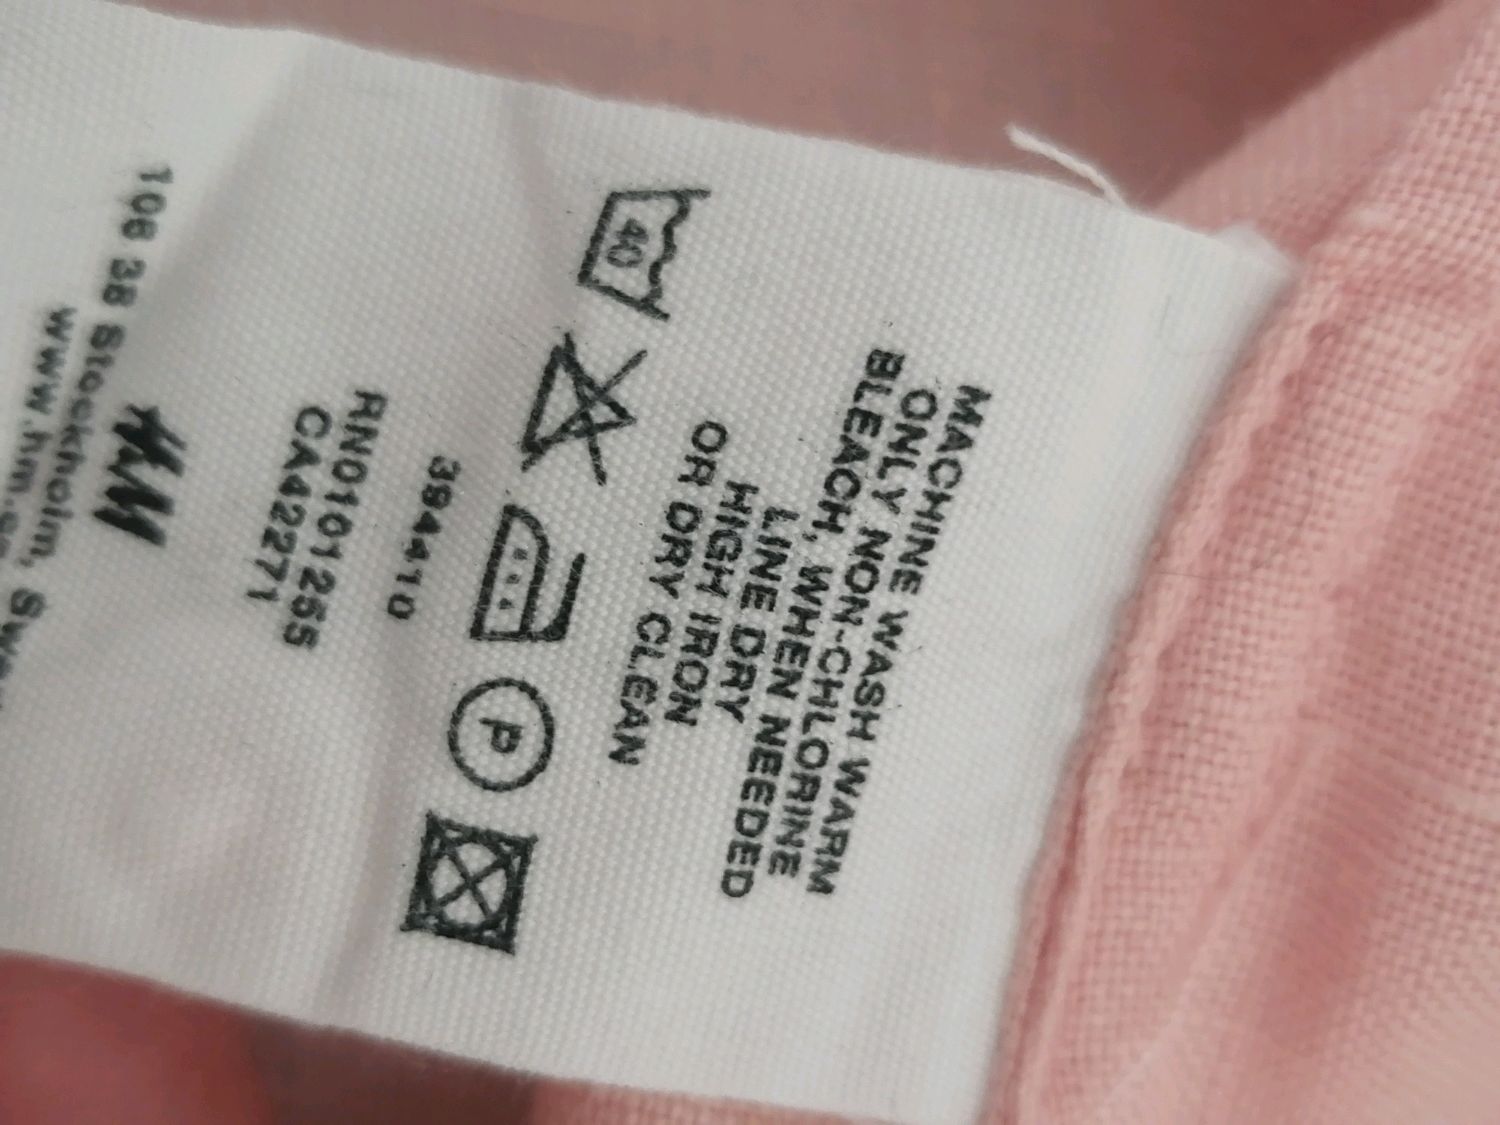 MACHINE WASH WARM
ONLY NON-CHLORINE
BLEACH, WHEN NEEDED
LINE DRY
HIGH IRON
OR DRY CLEAN
40
P
394410
RN0101255
CA42271
HM
106 38 Stockholm,
www.hm.